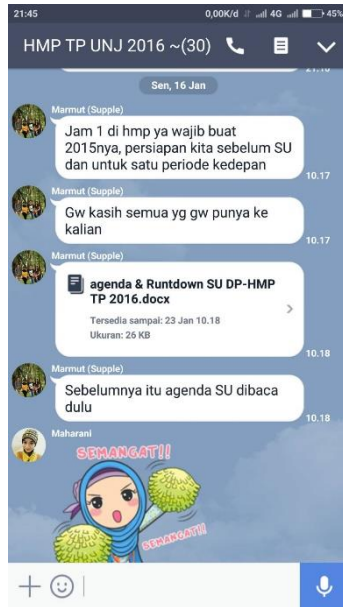 21:45
0,00K/d 4G 45%
HMP TP UNJ 2016 ~(30)
Sen, 16 Jan
Marmut (Supple)
Jam 1 di hmp ya wajib buat
2015nya, persiapan kita sebelum SU
dan untuk satu periode kedepan
10.17
Marmut (Supple)
Gw kasih semua yg gw punya ke
kalian
10.17
Marmut (Supple)
agenda & Runtdown SU DP-HMP
TP 2016.docx
Tersedia sampai: 23 Jan 10.18
Ukuran: 26 KB
10.18
Marmut (Supple)
Sebelumnya itu agenda SU dibaca
dulu
10.18
Maharani
SEMANGAT!!
SEMANGAT!!